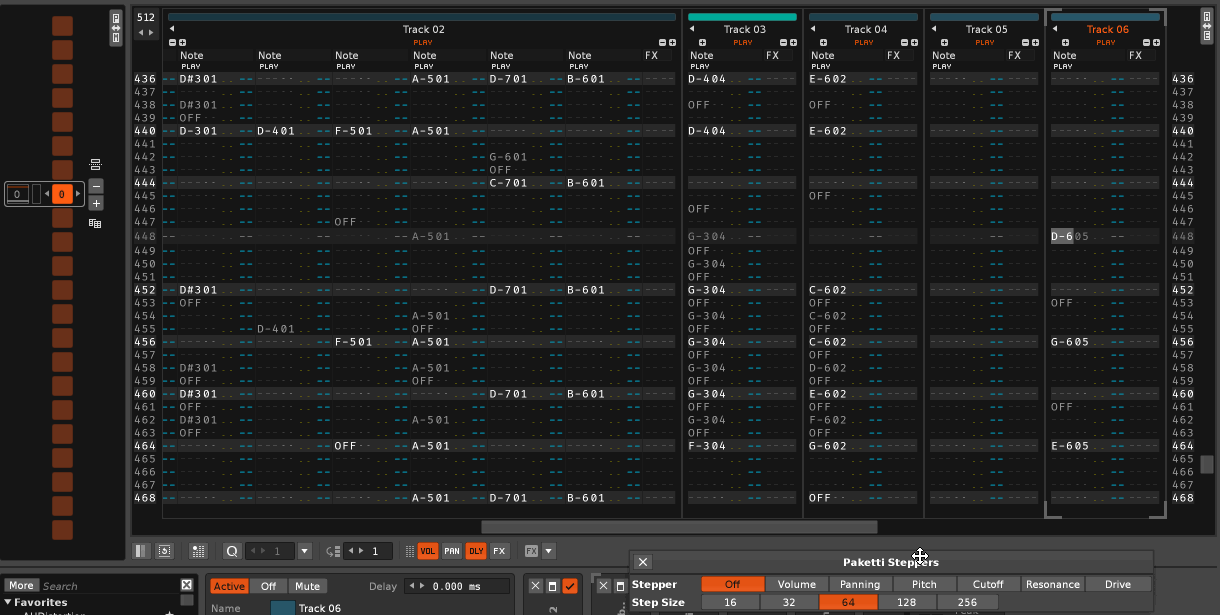 512
Track 02 Track 03 Track 04 Track 05 Track 06
PLAY PLAY PLAY PLAY PLAY
Note Note Note Note Note Note FX Note FX Note FX Note FX Note FX
PLAY PLAY PLAY PLAY PLAY PLAY PLAY PLAY PLAY PLAY
436 D#301 A-501 D-701 B-601 D-404 E-602 436
437 437
438 D#301 OFF OFF 438
439 OFF 439
440 D-301 D-401 F-501 A-501 D-404 E-602 440
441 441
442 G-601 442
443 OFF 443
444 C-701 B-601 444
445 OFF 445
446 OFF 446
447 OFF 447
448 A-501 G-304 D-605 448
449 OFF 449
450 G-304 450
451 OFF 451
452 D#301 D-701 B-601 G-304 C-602 452
453 OFF OFF OFF OFF 453
454 A-501 G-304 C-602 454
455 D-401 OFF OFF OFF 455
456 F-501 A-501 G-304 C-602 G-605 456
457 OFF OFF 457
458 D#301 A-501 G-304 D-602 458
459 OFF OFF OFF OFF 459
460 D#301 D-701 B-601 G-304 E-602 460
461 OFF OFF OFF OFF 461
462 D#301 A-501 G-304 F-602 462
463 OFF OFF OFF 463
464 OFF A-501 F-304 G-602 E-605 464
465 465
466 466
467 467
468 A-501 D-701 B-601 OFF 468
0 0
1 1 VOL PAN DLY FX FX
Paketti Steppers
More Search Active Off Mute Delay 0.000 ms Stepper Off Volume Panning Pitch Cutoff Resonance Drive
Favorites Name Track 06 2 Step Size 16 32 64 128 256